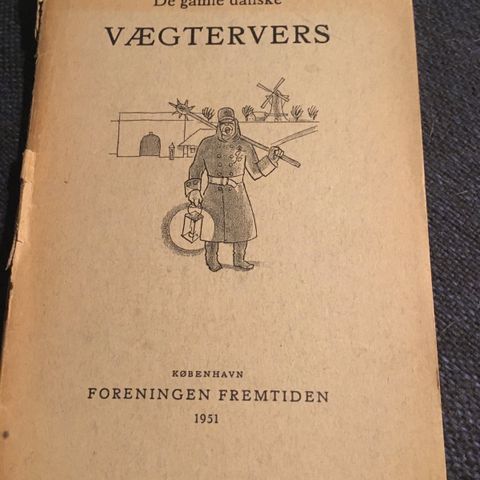 De gamle danske
VÆGTERVERS
KØBENHAVN
FORENINGEN FREMTIDEN
1951